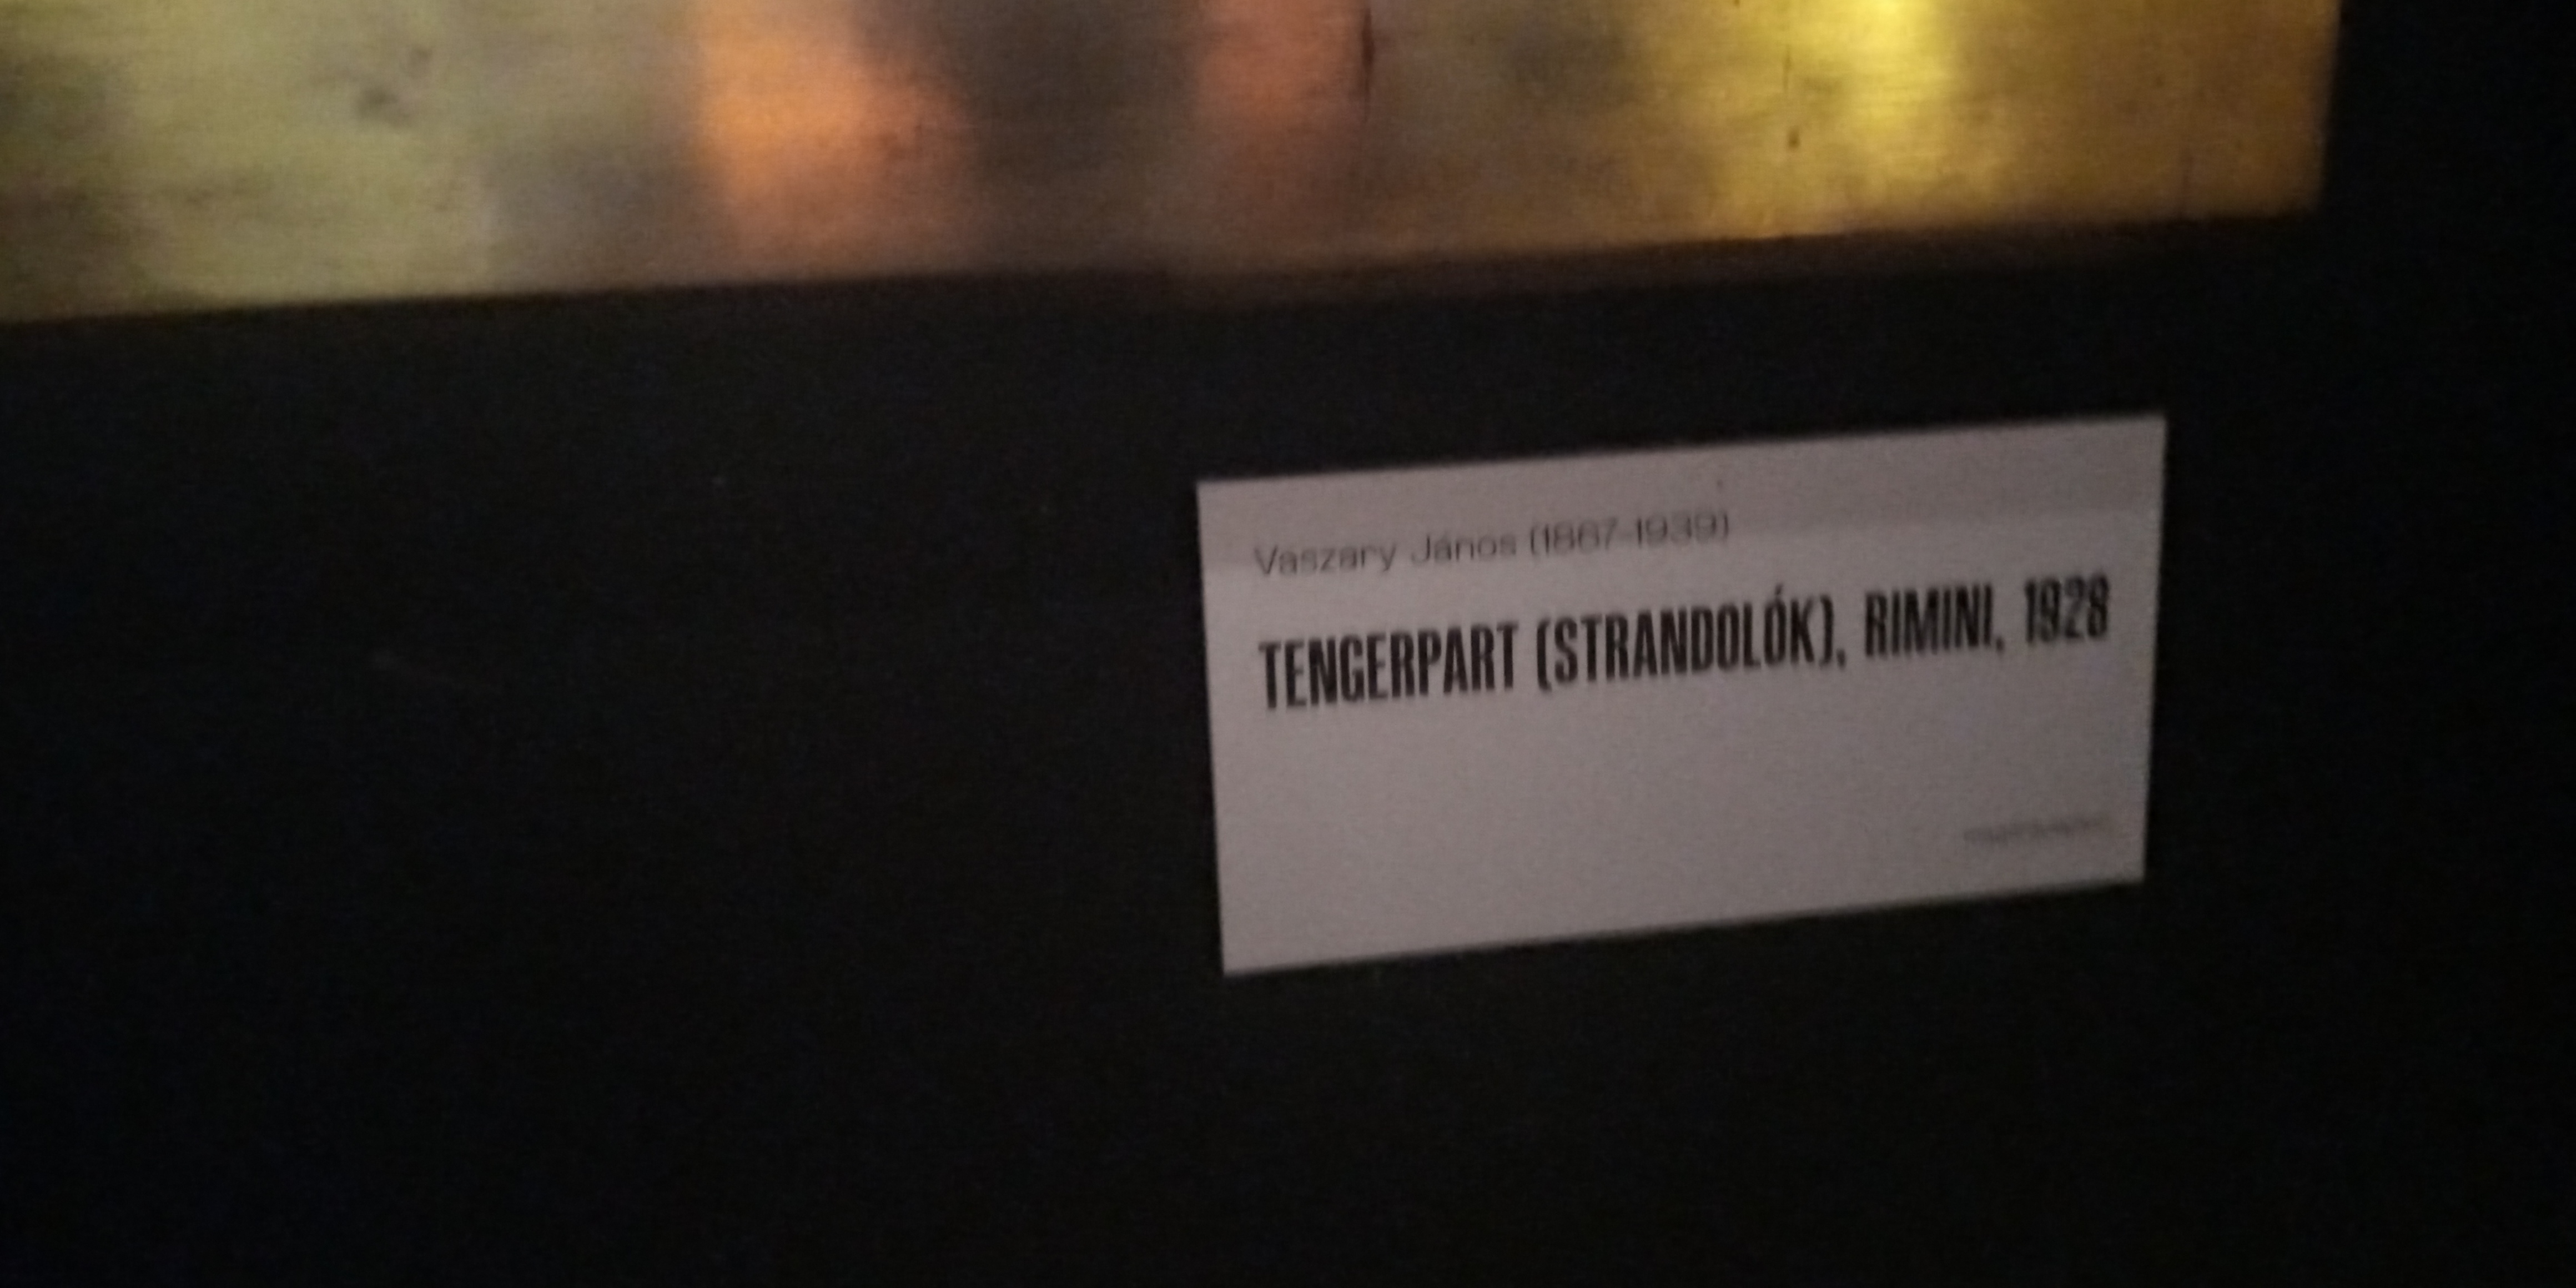 Vaszary János (1867-1939)
TENGERPART (STRANDOLÓK), RIMINI, 1928